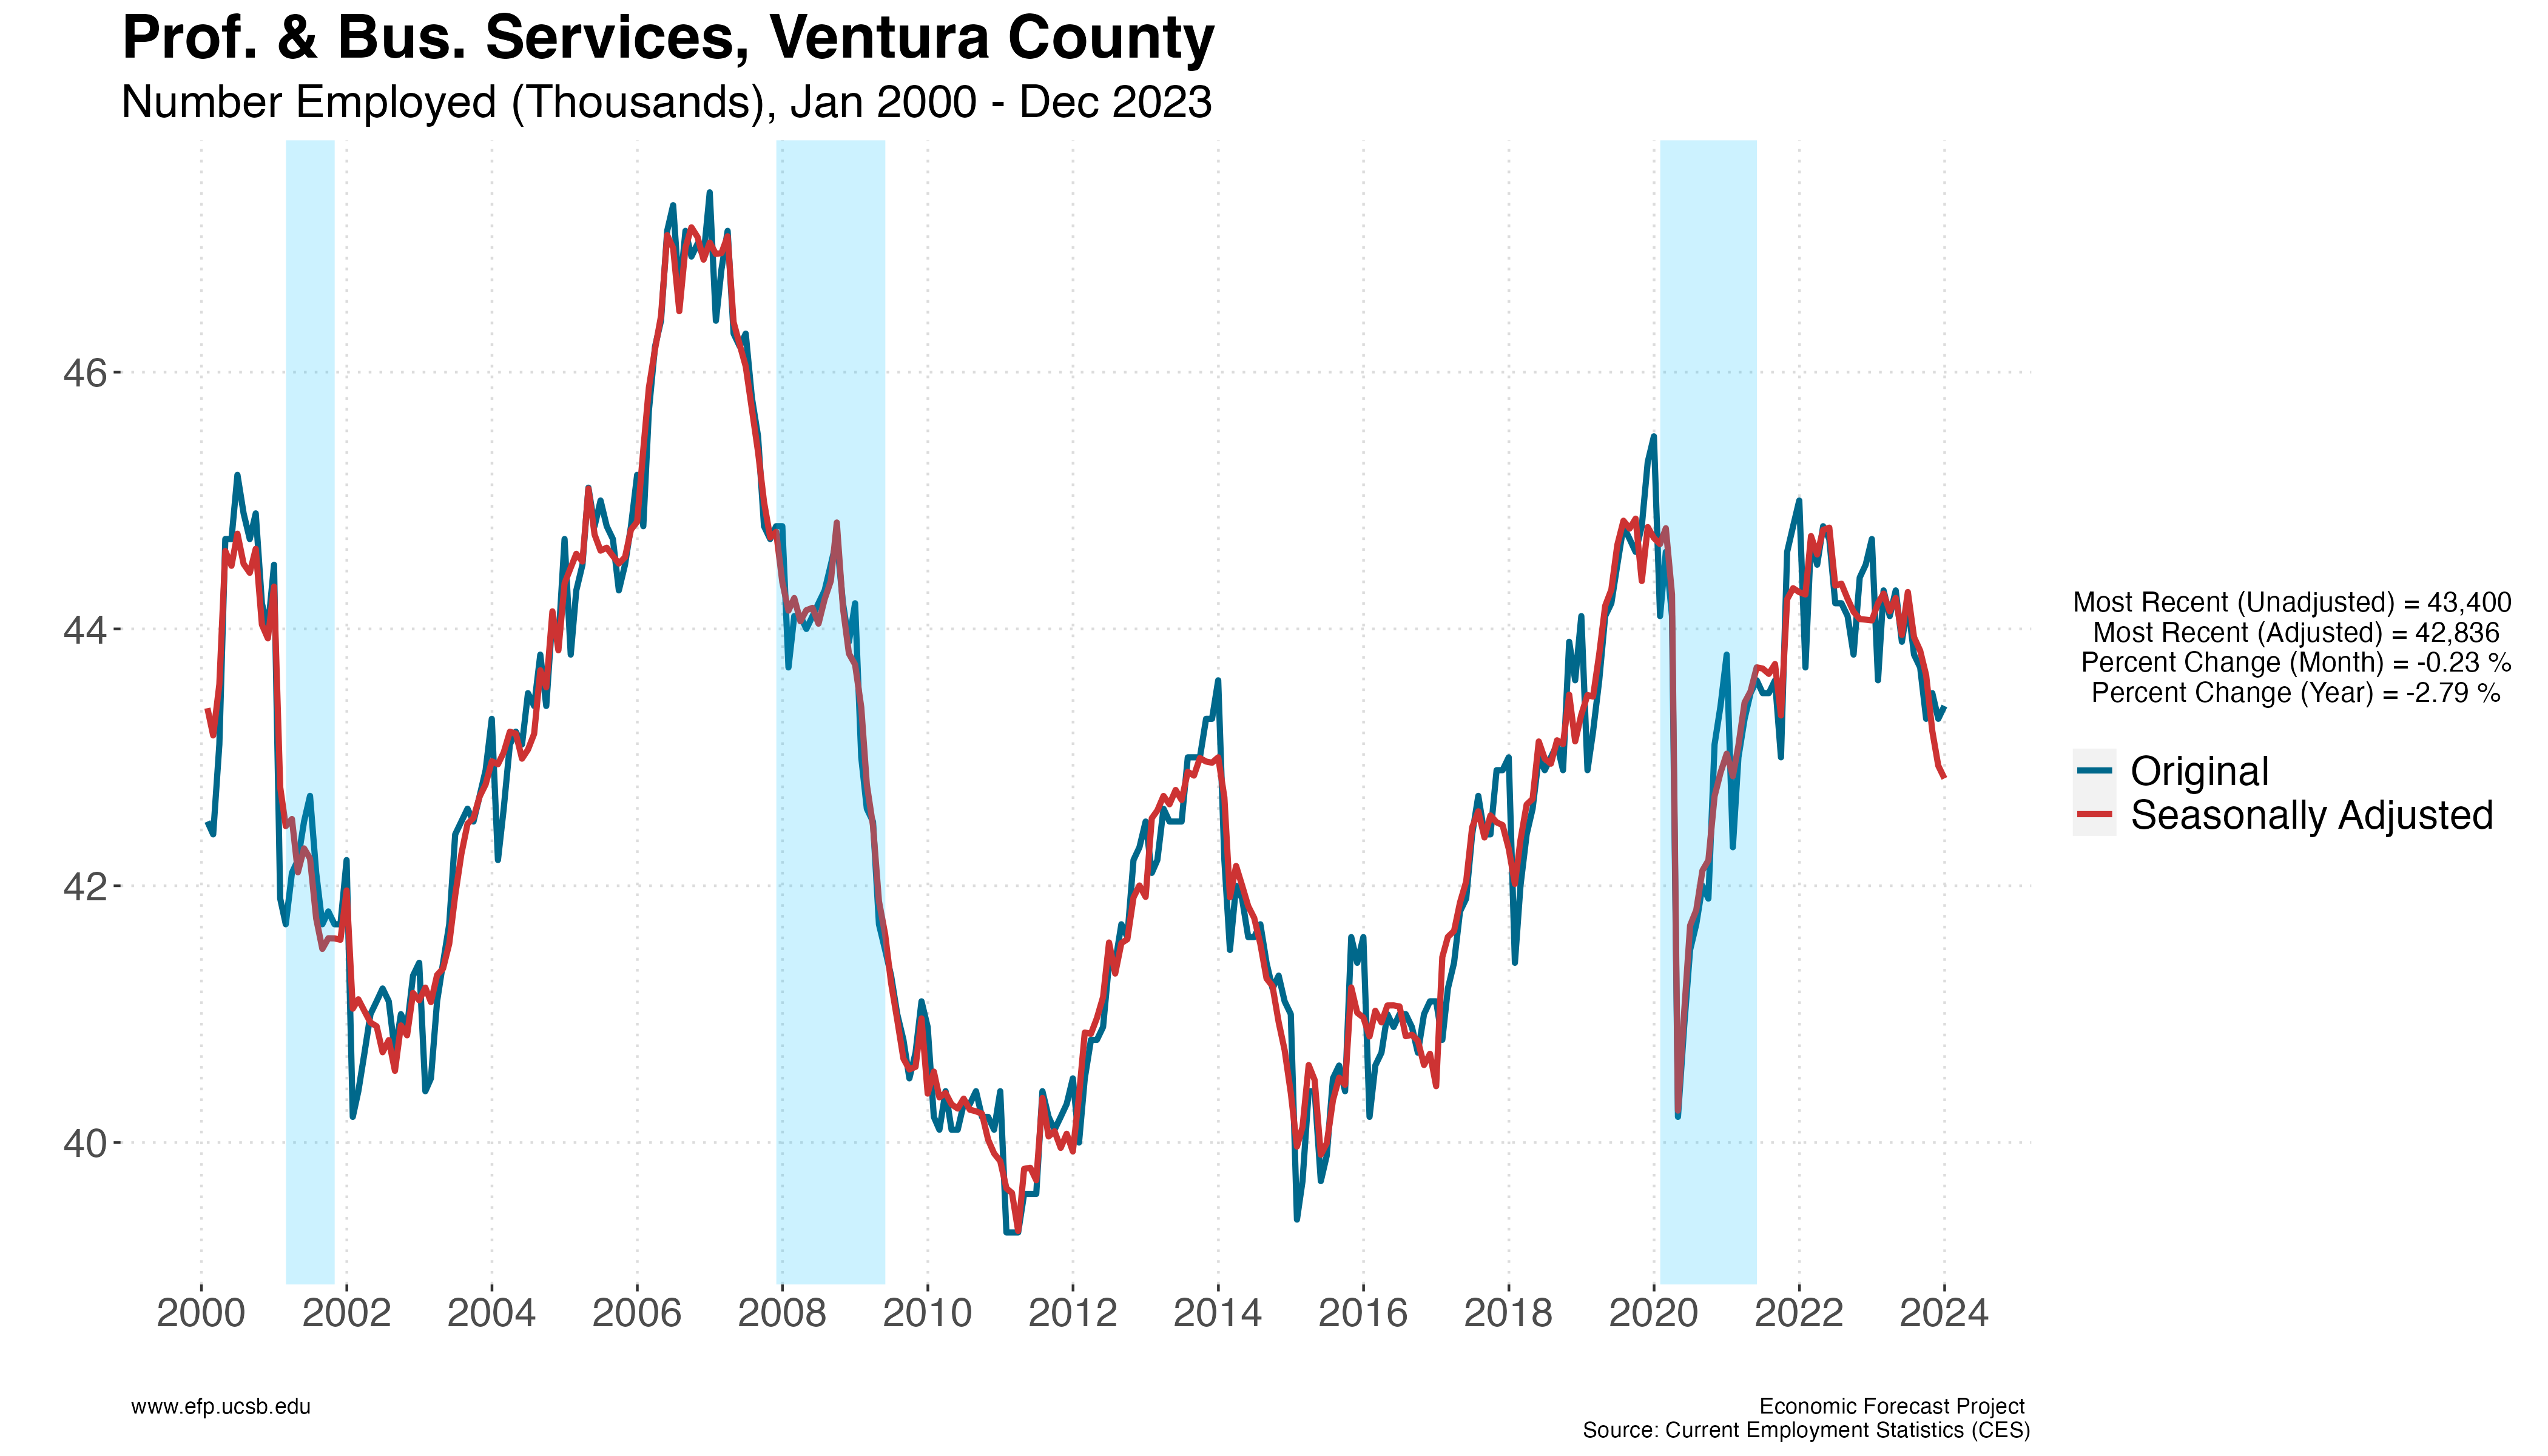 Prof. & Bus. Services, Ventura County
Number Employed (Thousands), Jan 2000 - Dec 2023
46
44
42
40
2000 2002 2004 2006 2008 2010 2012 2014 2016 2018 2020 2022 2024
Most Recent (Unadjusted) = 43,400
Most Recent (Adjusted) = 42,836
Percent Change (Month) = -0.23 %
Percent Change (Year) = -2.79 %
Original
Seasonally Adjusted
www.efp.ucsb.edu
Economic Forecast Project
Source: Current Employment Statistics (CES)